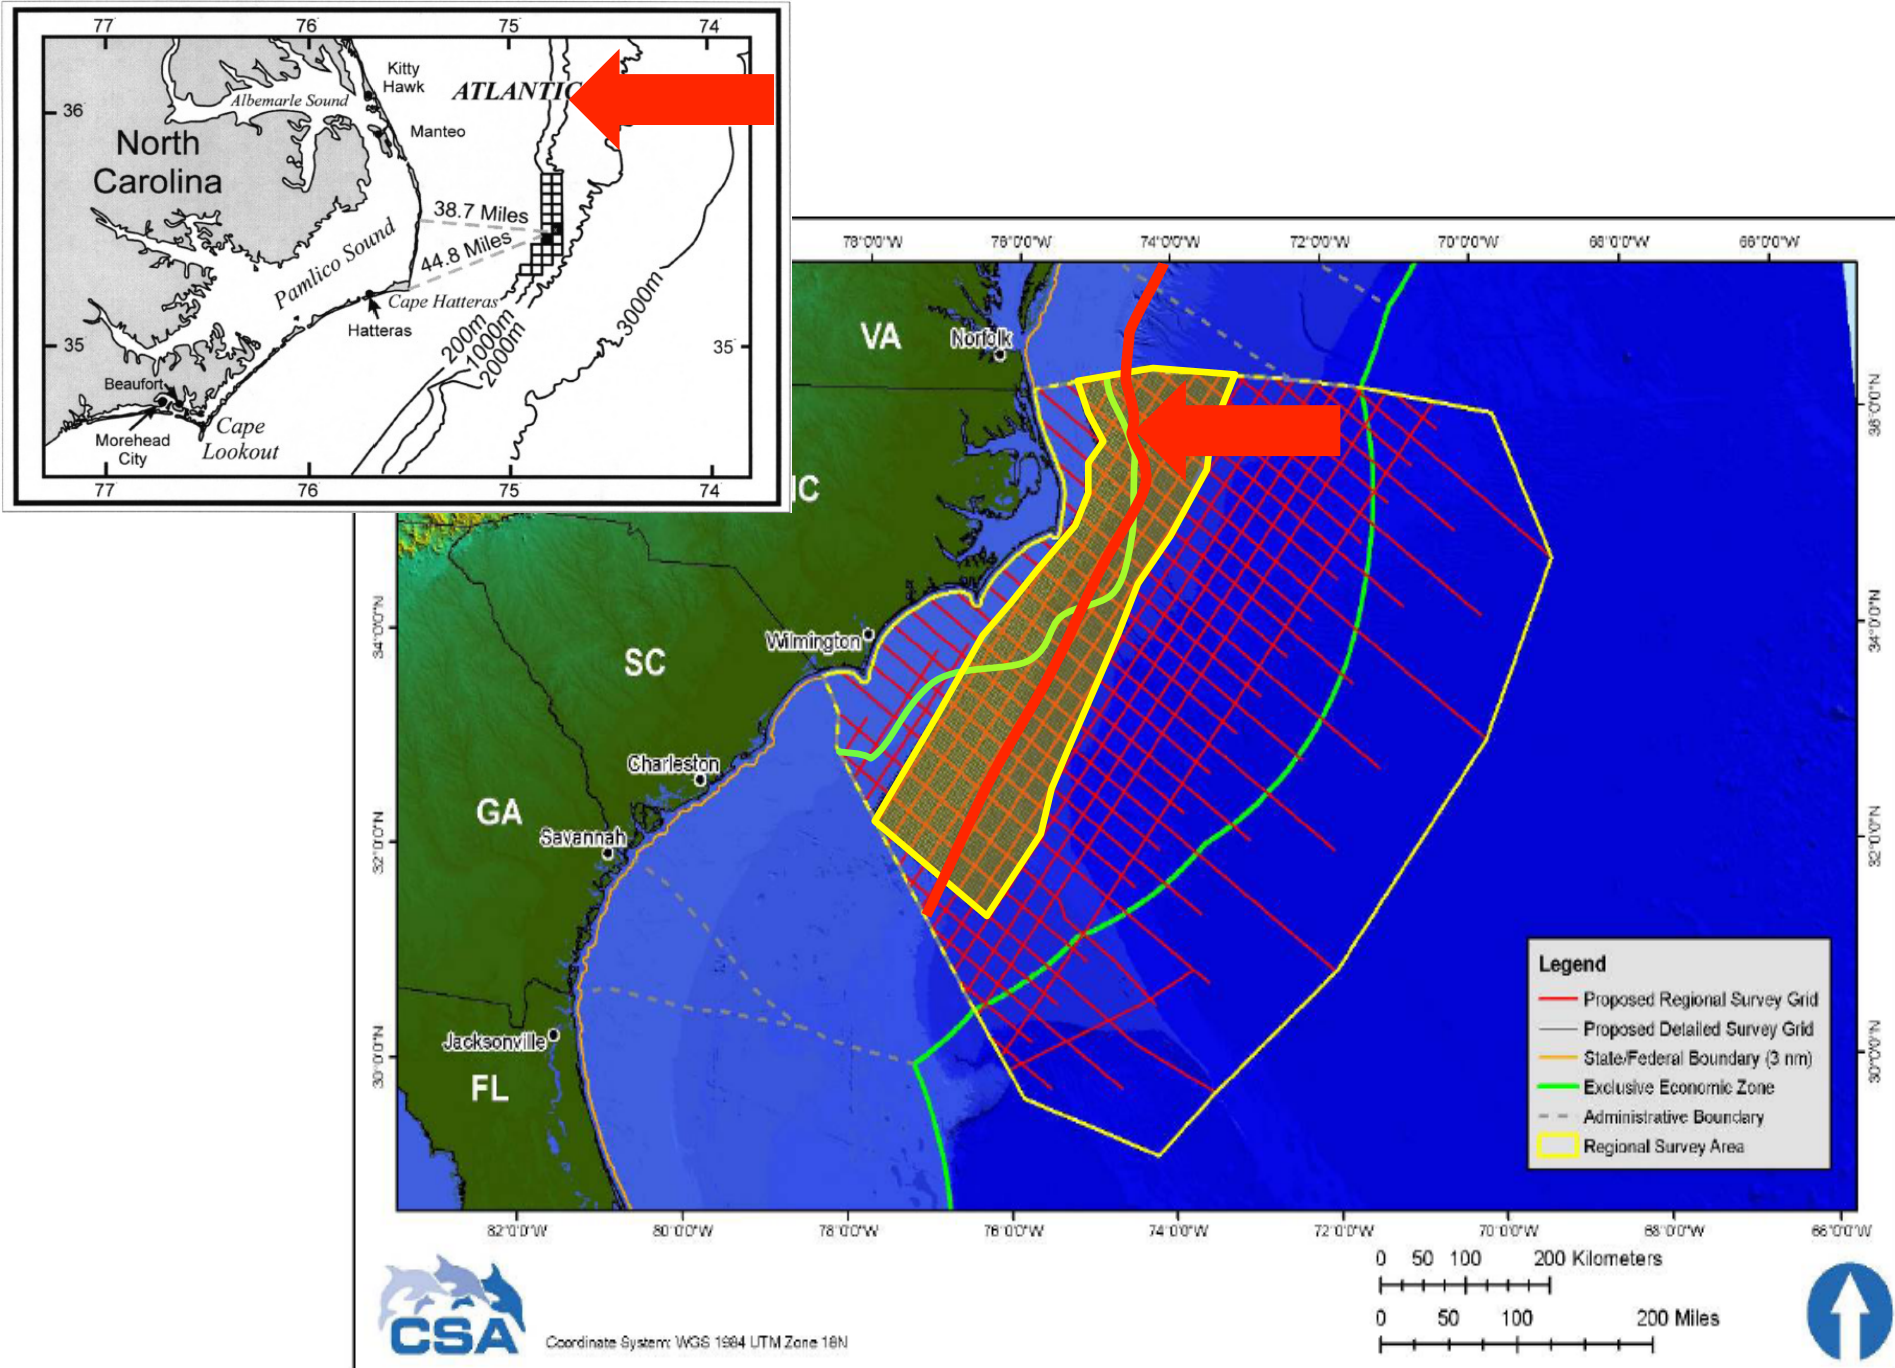 77
76
75
74
Kitty
Hawk
ATLANTIC
Albemarle Sound
36
Manteo
North
Carolina
38.7 Miles
44.8 Miles
Pamlico Sound
Cape Hatteras
Hatteras
200m
1000m
2000m
3000m
35
35
Beaufort
Morehead
City
Cape
Lookout
77
76
75
74
78°0'0"W
76°0'0"W
74°0'0"W
72°0'0"W
70°0'0"W
68°0'0"W
66°0'0"W
VA
Norfolk
36°0'0"N
34°0'0"N
34°0'0"N
Wilmington
SC
Charleston
GA
Savannah
32°0'0"N
32°0'0"N
Jacksonville
FL
30°0'0"N
30°0'0"N
Legend
Proposed Regional Survey Grid
Proposed Detailed Survey Grid
State/Federal Boundary (3 nm)
Exclusive Economic Zone
Administrative Boundary
Regional Survey Area
82°0'0"W
80°0'0"W
78°0'0"W
76°0'0"W
74°0'0"W
72°0'0"W
70°0'0"W
68°0'0"W
66°0'0"W
0 50 100 200 Kilometers
0 50 100 200 Miles
CSA
Coordinate System: WGS 1984 UTM Zone 18N